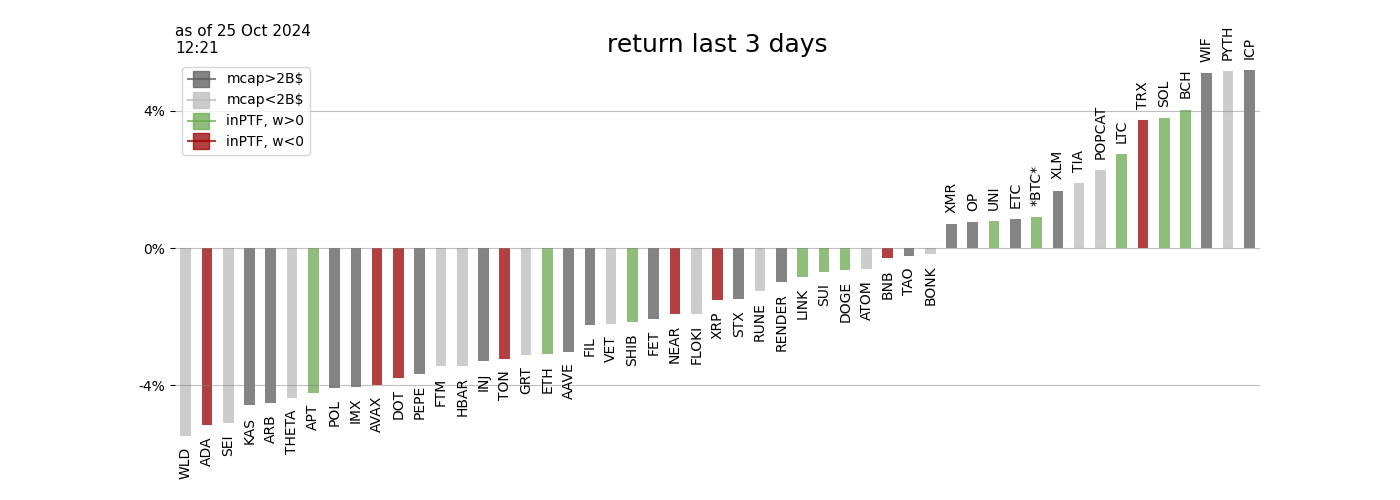 as of 25 Oct 2024
12:21
return last 3 days
mcap>2B$
mcap<2B$
inPTF, w>0
inPTF, w<0
4%
0%
-4%
WLD
ADA
SEI
KAS
ARB
THETA
APT
POL
IMX
AVAX
DOT
PEPE
FTM
HBAR
INJ
TON
GRT
ETH
AAVE
FIL
VET
SHIB
FET
NEAR
FLOKI
XRP
STX
RUNE
RENDER
LINK
SUI
DOGE
ATOM
BNB
TAO
BONK
XMR
OP
UNI
ETC
*BTC*
XLM
TIA
POPCAT
LTC
TRX
SOL
BCH
WIF
PYTH
ICP